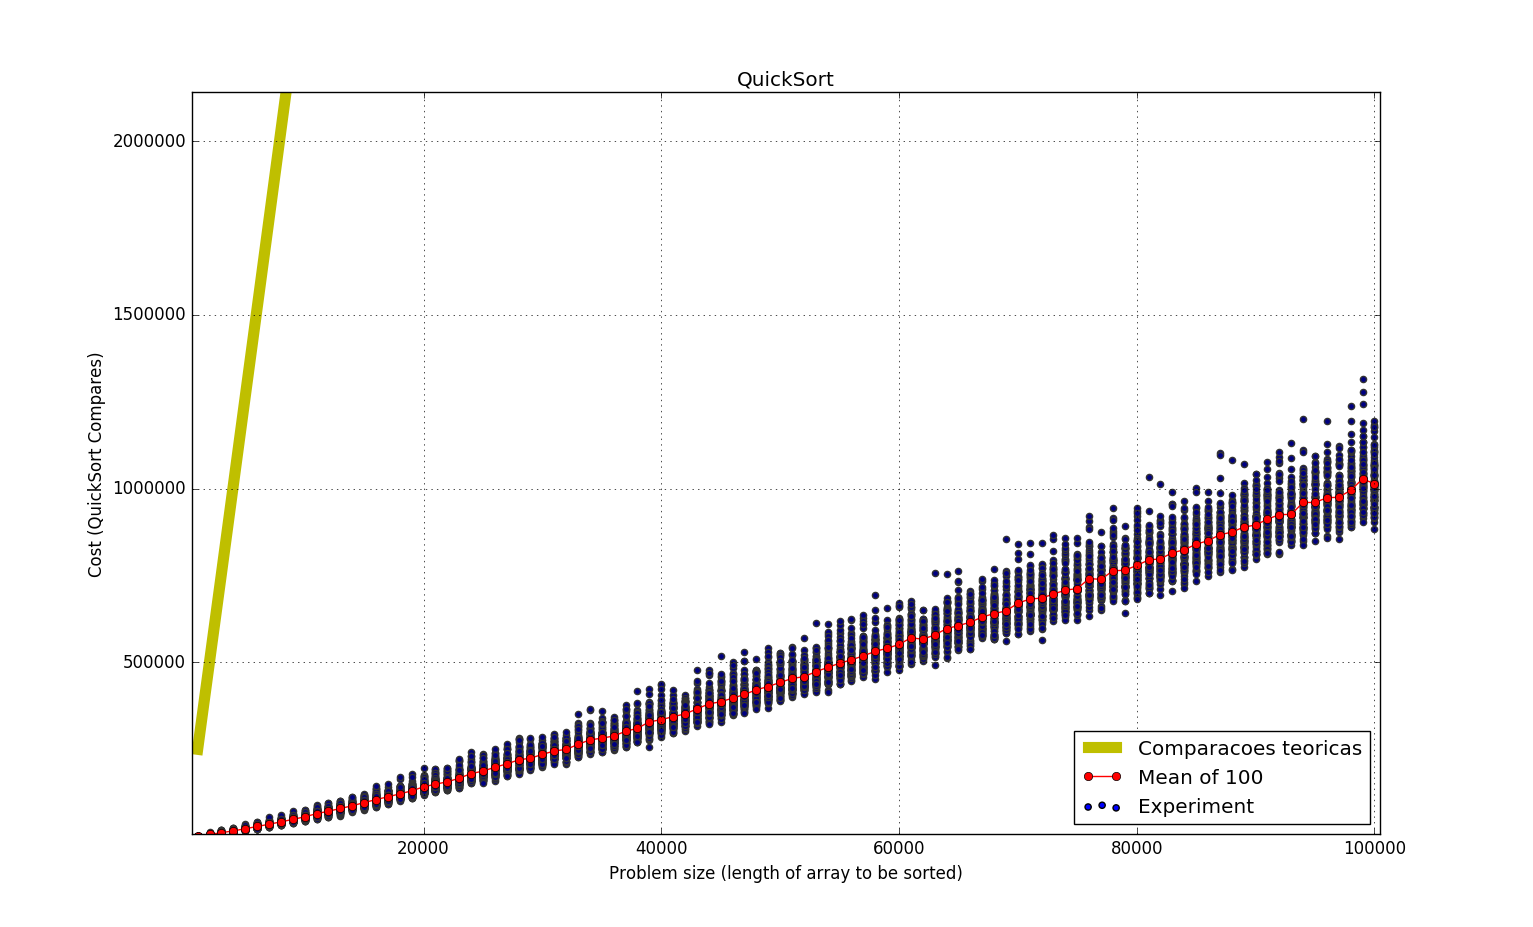 QuickSort
2000000
1500000
1000000
500000
Cost (QuickSort Compares)
20000
40000
60000
80000
100000
Problem size (length of array to be sorted)
Comparacoes teoricas
Mean of 100
Experiment